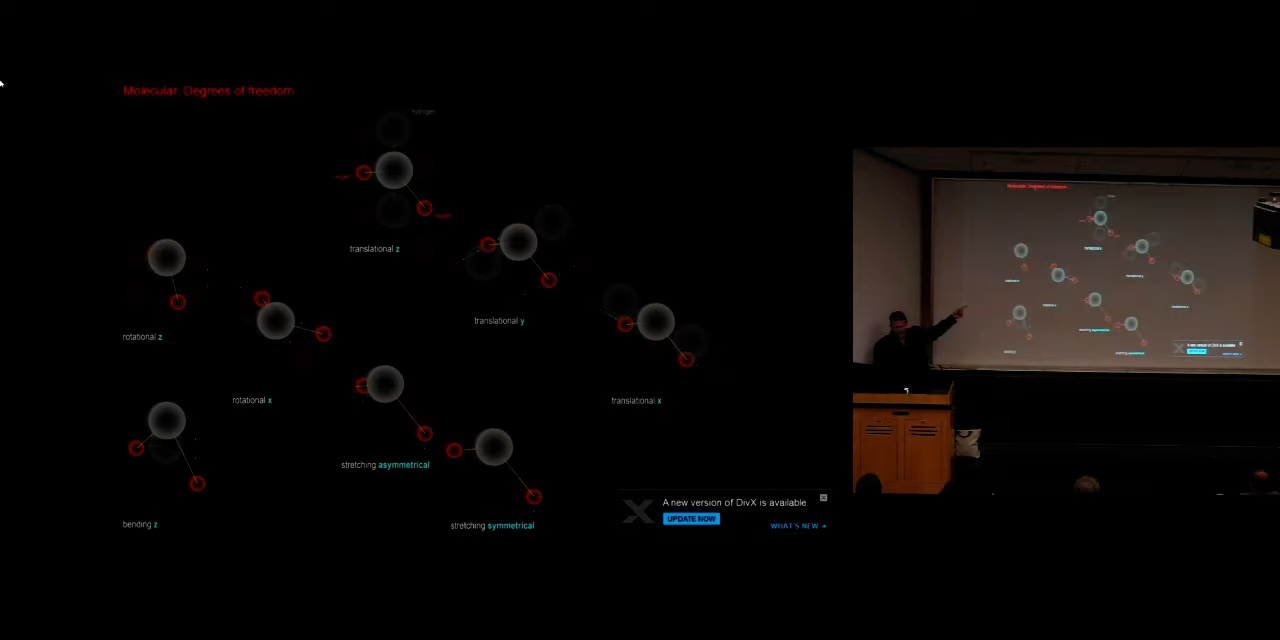 Molecular: Degrees of freedom
hydrogen
translational z
rotational z
translational y
rotational x
translational x
stretching asymmetrical
bending z
stretching symmetrical
A new version of DivX is available
UPDATE NOW
WHAT'S NEW